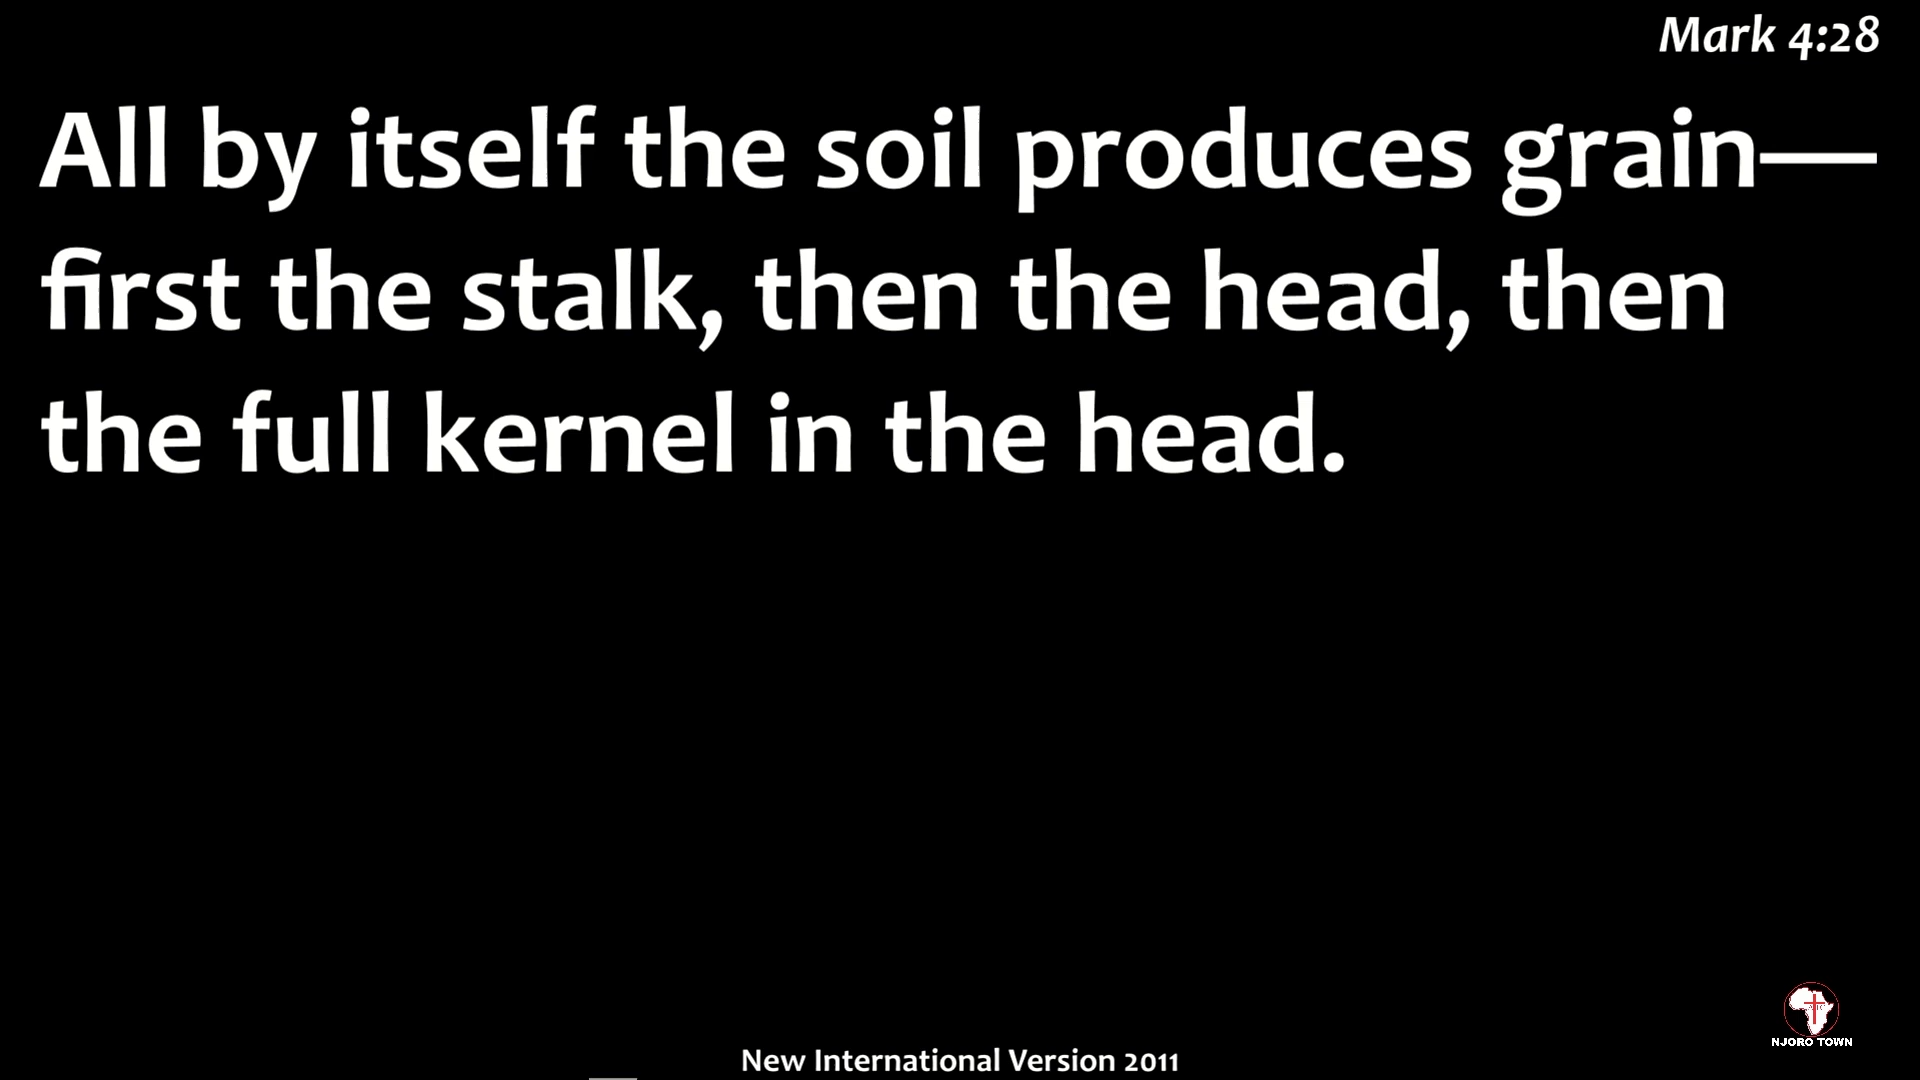 Mark 4:28
All by itself the soil produces grain—
first the stalk, then the head, then
the full kernel in the head.
NJORO TOWN
New International Version 2011